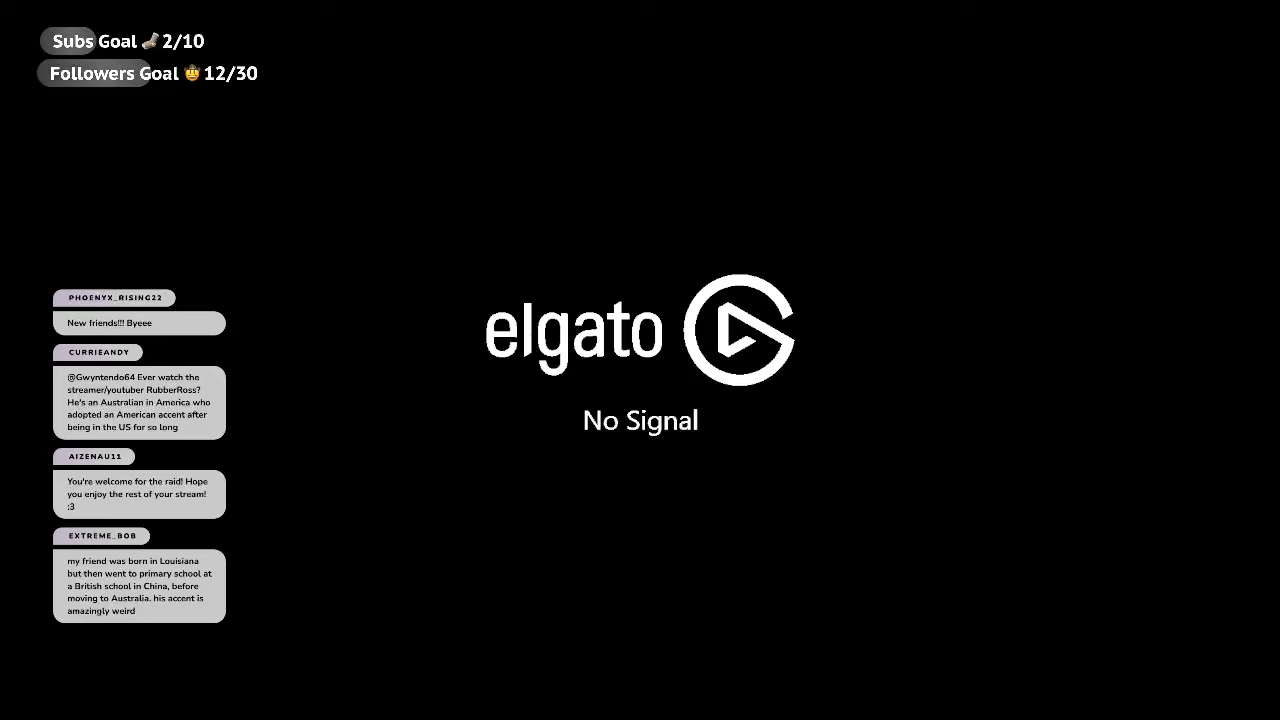 Subs Goal 🧦 2/10
Followers Goal 🤠 12/30
PHOENYX_RISING22
New friends!!! Byeee
CURRIEANDY
@Gwyntendo64 Ever watch the
streamer/youtuber RubberRoss?
He's an Australian in America who
adopted an American accent after
being in the US for so long
AIZENAU11
You're welcome for the raid! Hope
you enjoy the rest of your stream!
:3
EXTREME_BOB
my friend was born in Louisiana
but then went to primary school at
a British school in China, before
moving to Australia. his accent is
amazingly weird
elgato
No Signal